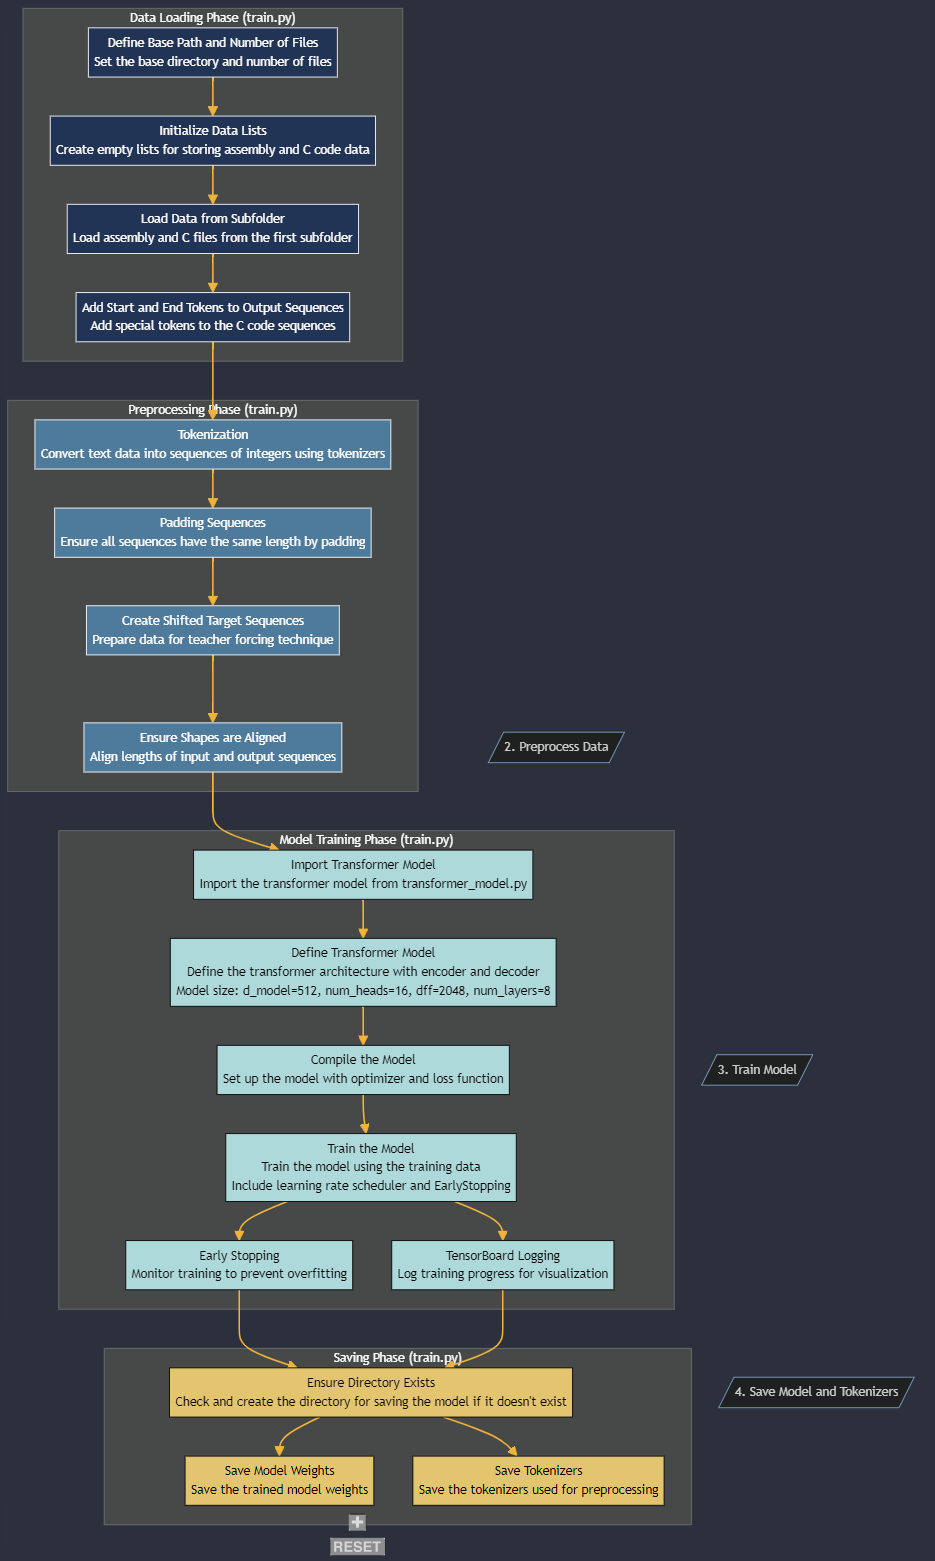 Data Loading Phase (train.py)
Define Base Path and Number of Files
Set the base directory and number of files
Initialize Data Lists
Create empty lists for storing assembly and C code data
Load Data from Subfolder
Load assembly and C files from the first subfolder
Add Start and End Tokens to Output Sequences
Add special tokens to the C code sequences
Preprocessing Phase (train.py)
Tokenization
Convert text data into sequences of integers using tokenizers
Padding Sequences
Ensure all sequences have the same length by padding
Create Shifted Target Sequences
Prepare data for teacher forcing technique
Ensure Shapes are Aligned
Align lengths of input and output sequences
2. Preprocess Data
Model Training Phase (train.py)
Import Transformer Model
Import the transformer model from transformer_model.py
Define Transformer Model
Define the transformer architecture with encoder and decoder
Model size: d_model=512, num_heads=16, dff=2048, num_layers=8
Compile the Model
Set up the model with optimizer and loss function
3. Train Model
Train the Model
Train the model using the training data
Include learning rate scheduler and EarlyStopping
Early Stopping
Monitor training to prevent overfitting
TensorBoard Logging
Log training progress for visualization
Saving Phase (train.py)
Ensure Directory Exists
Check and create the directory for saving the model if it doesn't exist
4. Save Model and Tokenizers
Save Model Weights
Save the trained model weights
Save Tokenizers
Save the tokenizers used for preprocessing
RESET